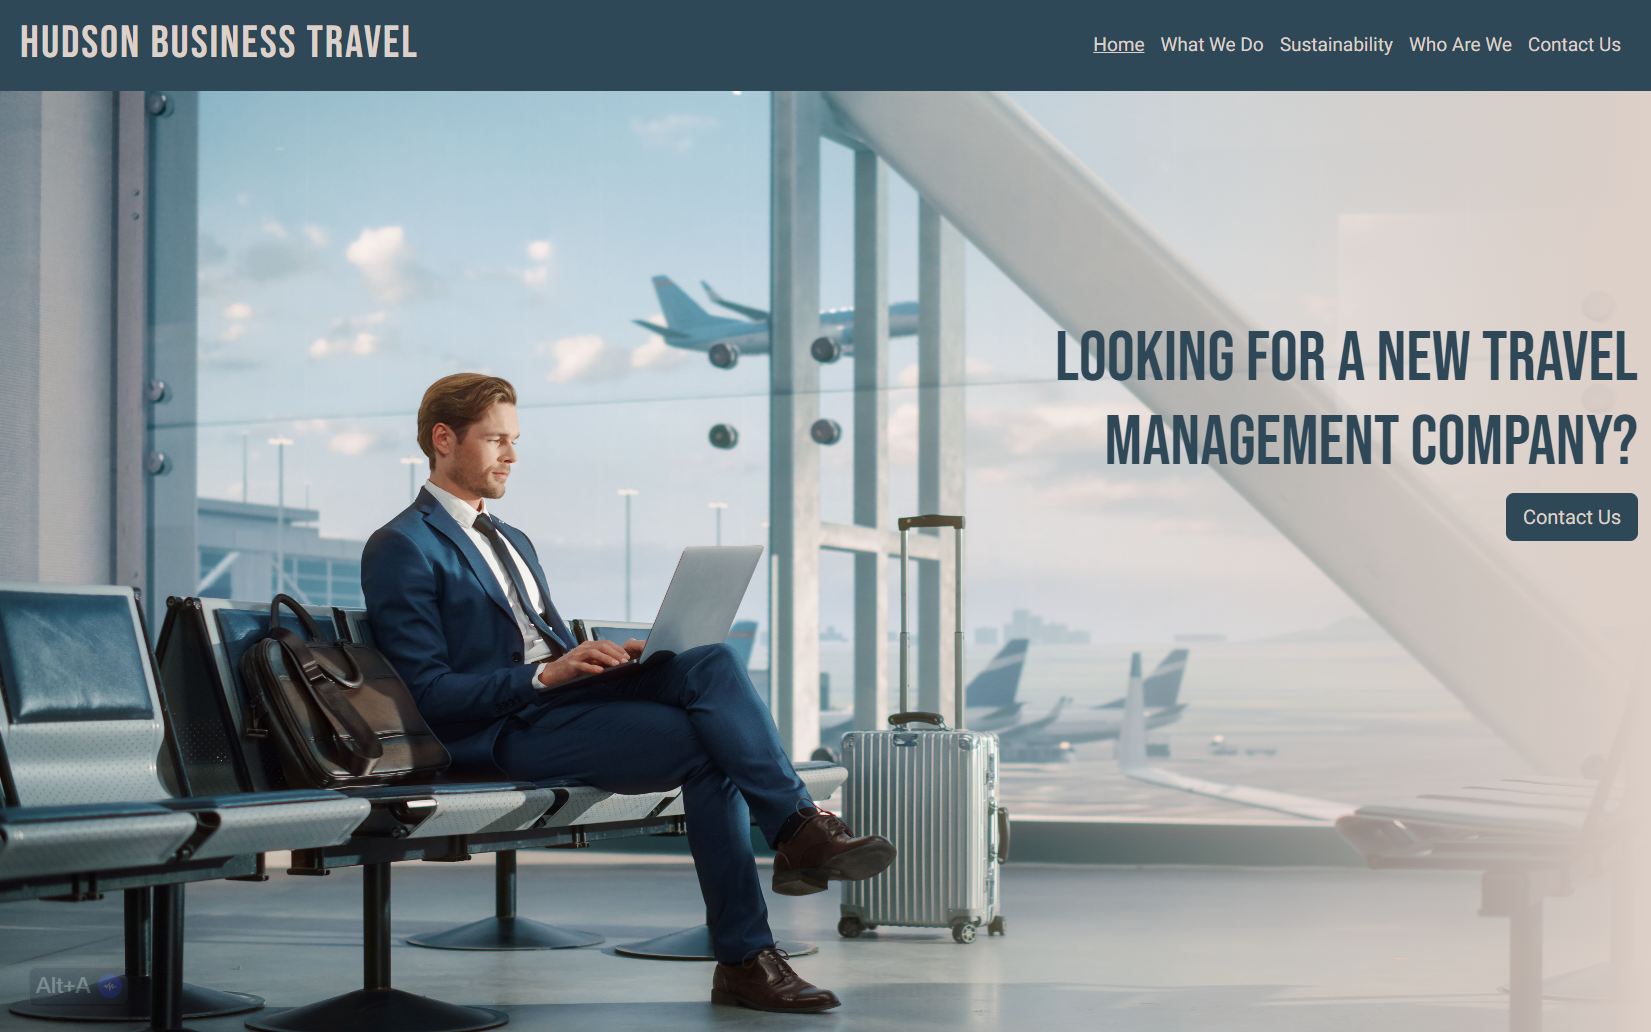 HUDSON BUSINESS TRAVEL
Home What We Do Sustainability Who Are We Contact Us
LOOKING FOR A NEW TRAVEL
MANAGEMENT COMPANY?
Contact Us
Alt+A